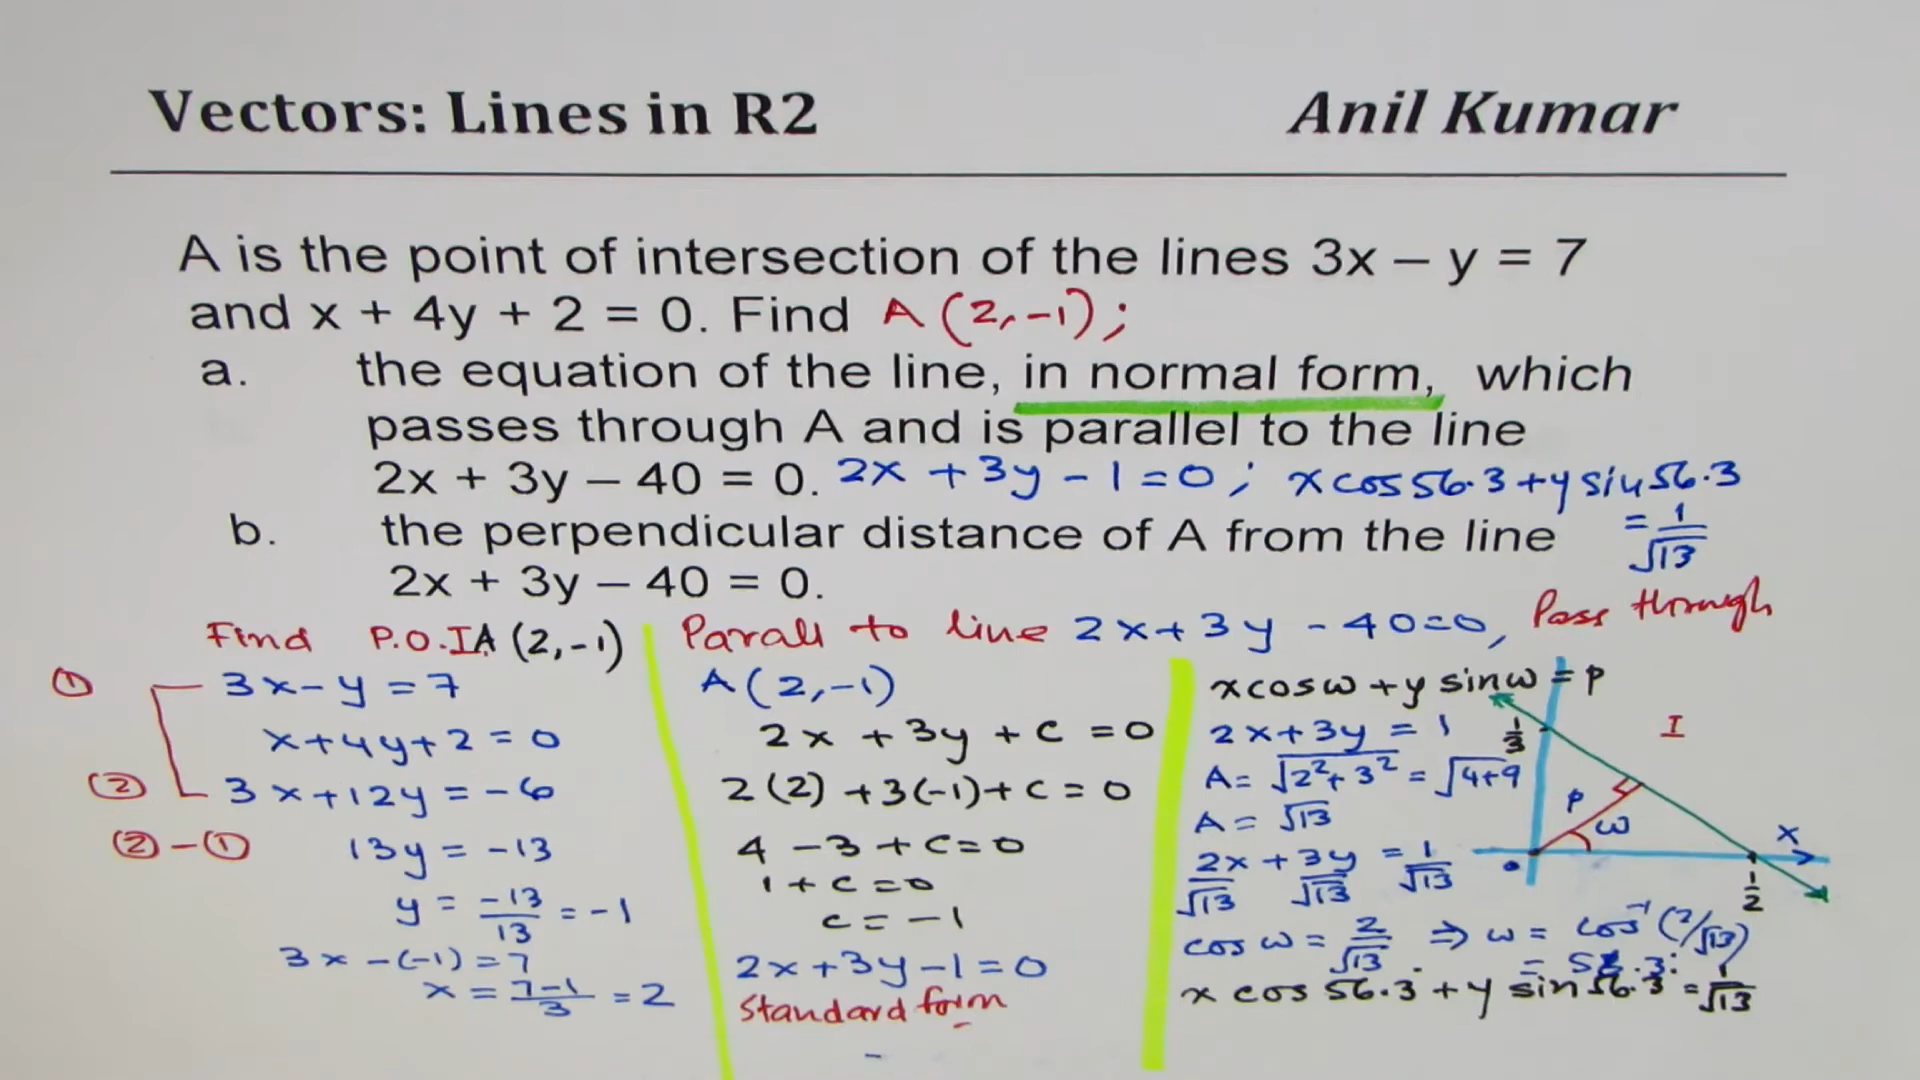 Vectors: Lines in R2 Anil Kumar
A is the point of intersection of the lines 3x – y = 7
and x + 4y + 2 = 0. Find A (2, -1);
a. the equation of the line, in normal form, which
passes through A and is parallel to the line
2x + 3y – 40 = 0. 2x + 3y - 1 = 0; x cos 56.3 + y sin 56.3
= 1/√13
b. the perpendicular distance of A from the line
2x + 3y – 40 = 0.
Find P.O.I A (2, -1)
① 3x - y = 7
x + 4y + 2 = 0
② 3x + 12y = -6
② - ① 13y = -13
y = -13/13 = -1
3x - (-1) = 7
x = 7-1/3 = 2
Parall to line 2x + 3y - 40 = 0, Pass through
A (2, -1)
2x + 3y + c = 0
2(2) + 3(-1) + c = 0
4 - 3 + c = 0
1 + c = 0
c = -1
2x + 3y - 1 = 0
Standard form
x cos ω + y sin ω = p
2x + 3y = 1
A = √2² + 3² = √4+9
A = √13
2x/√13 + 3y/√13 = 1/√13
cos ω = 2/√13 ⇒ ω = cos⁻¹ (2/√13)
= 56.3°
x cos 56.3° + y sin 56.3° = 1/√13
1/3
I
P
ω
x
0
1/2